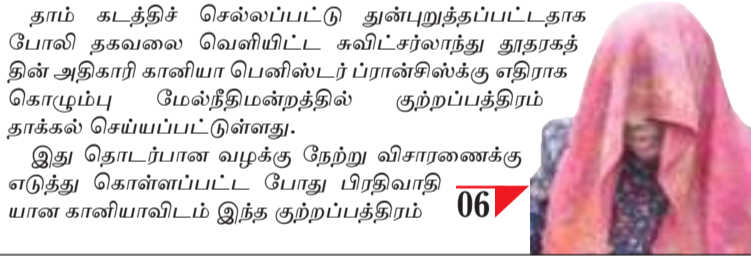 தாம் கடத்திச் செல்லப்பட்டு துன்புறுத்தப்பட்டதாக
போலி தகவலை வெளியிட்ட சுவிட்சர்லாந்து தூதரகத்
தின் அதிகாரி கானியா பெனிஸ்டர் ப்ரான்சிஸ்க்கு எதிராக
கொழும்பு மேல்நீதிமன்றத்தில் குற்றப்பத்திரம்
தாக்கல் செய்யப்பட்டுள்ளது.
இது தொடர்பான வழக்கு நேற்று விசாரணைக்கு
எடுத்து கொள்ளப்பட்ட போது பிரதிவாதி
யான கானியாவிடம் இந்த குற்றப்பத்திரம் 06